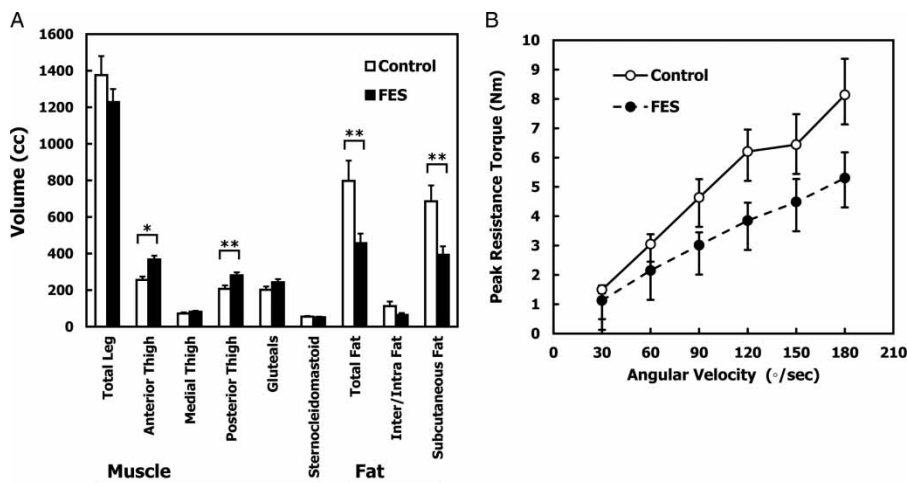 A
1600
1400
1200
1000
800
600
400
200
0
Volume (cc)
Control
FES
*
**
**
**
Total Leg
Anterior Thigh
Medial Thigh
Posterior Thigh
Gluteals
Sternocleidomastoid
Total Fat
Inter/Intra Fat
Subcutaneous Fat
Muscle
Fat
B
10
9
8
7
6
5
4
3
2
1
0
Peak Resistance Torque (Nm)
Control
FES
0 30 60 90 120 150 180 210
Angular Velocity (◦/sec)